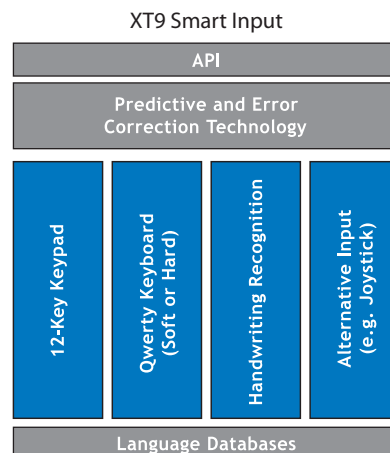 XT9 Smart Input
API
Predictive and Error
Correction Technology
12-Key Keypad
Qwerty Keyboard
(Soft or Hard)
Handwriting Recognition
Alternative Input
(e.g. Joystick)
Language Databases